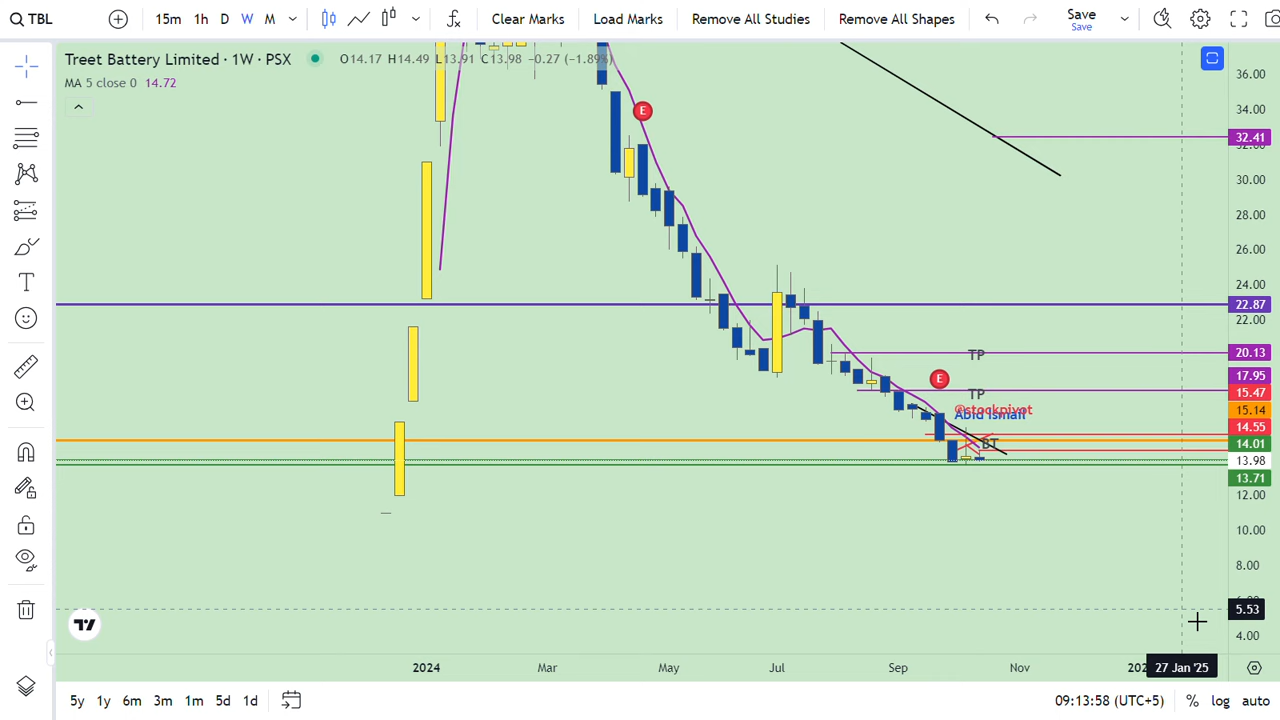 TBL 15m 1h D W M Clear Marks Load Marks Remove All Studies Remove All Shapes Save
Save
Treet Battery Limited · 1W · PSX O14.17 H14.49 L13.91 C13.98 −0.27 (−1.89%)
MA 5 close 0 14.72
E
E
TP
TP
@stockpivot
Abid Ismail
BT
36.00
34.00
32.41
32.00
30.00
28.00
26.00
24.00
22.87
22.00
20.13
17.95
15.47
15.14
14.55
14.01
13.98
13.71
12.00
10.00
8.00
5.53
4.00
2024 Mar May Jul Sep Nov 27 Jan '25
5y 1y 6m 3m 1m 5d 1d 09:13:58 (UTC+5) % log auto